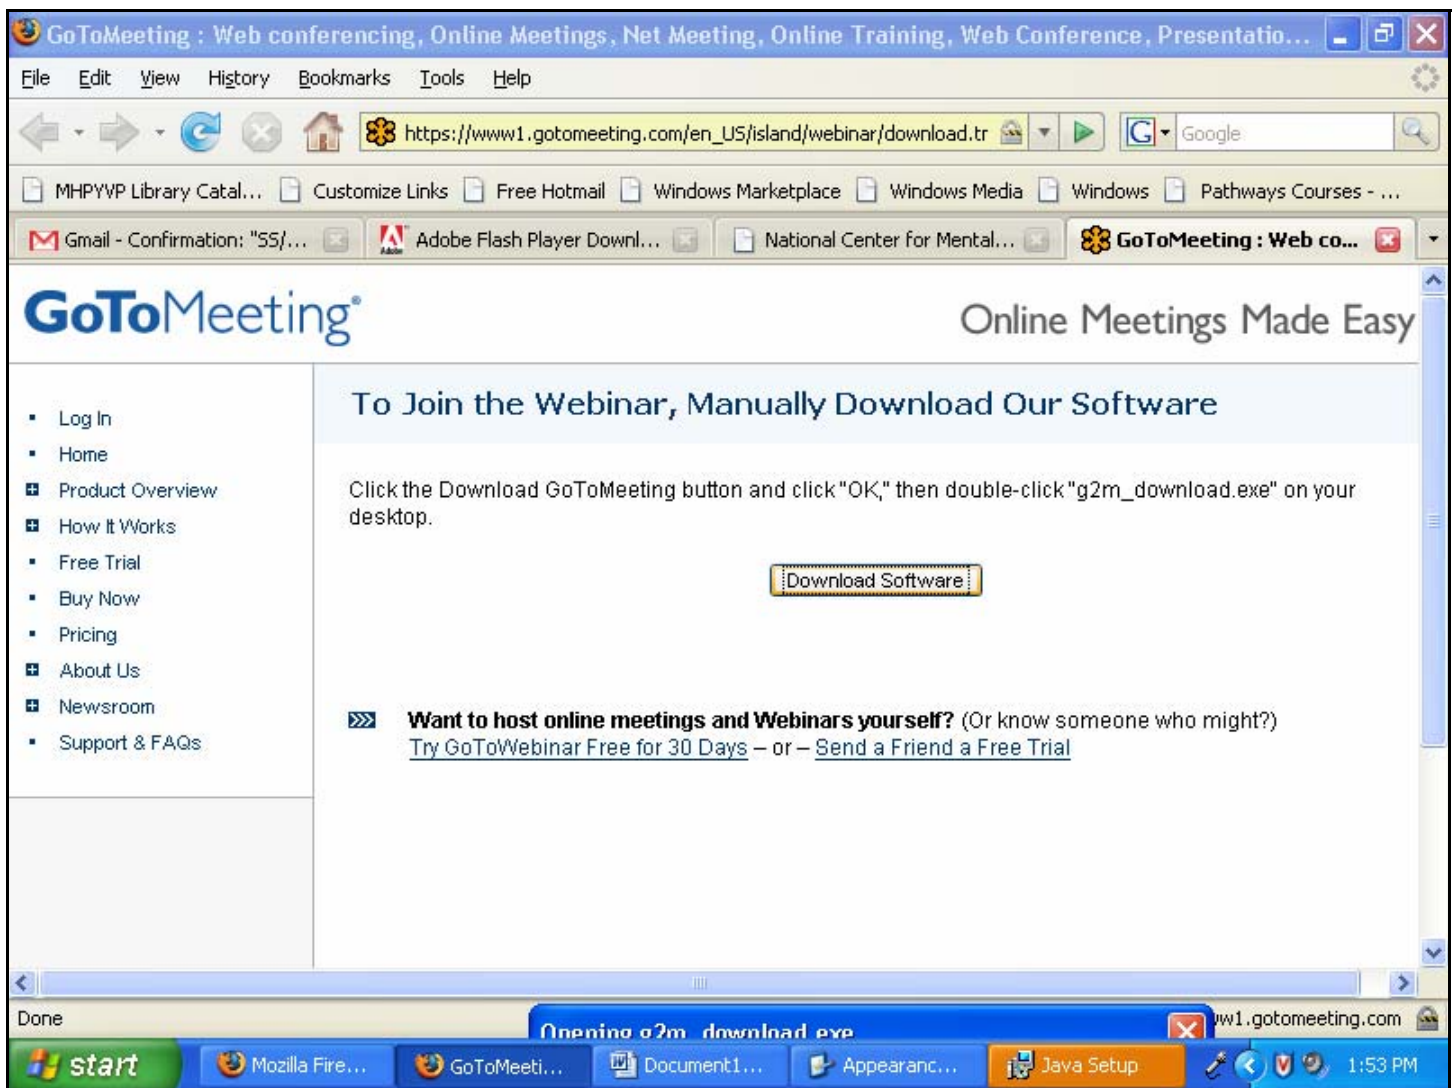 GoToMeeting : Web conferencing, Online Meetings, Net Meeting, Online Training, Web Conference, Presentatio...
File Edit View History Bookmarks Tools Help
https://www1.gotomeeting.com/en_US/island/webinar/download.tr G Google
MHPYVP Library Catal... Customize Links Free Hotmail Windows Marketplace Windows Media Windows Pathways Courses - ...
Gmail - Confirmation: "SS/... Adobe Flash Player Downl... National Center for Mental... GoToMeeting : Web co...
GoToMeeting® Online Meetings Made Easy
Log In
Home
Product Overview
How It Works
Free Trial
Buy Now
Pricing
About Us
Newsroom
Support & FAQs
To Join the Webinar, Manually Download Our Software
Click the Download GoToMeeting button and click "OK," then double-click "g2m_download.exe" on your
desktop.
Download Software
Want to host online meetings and Webinars yourself? (Or know someone who might?)
Try GoToWebinar Free for 30 Days – or – Send a Friend a Free Trial
Done Opening g2m_download.exe w1.gotomeeting.com
start Mozilla Fire... GoToMeeti... Document1... Appearanc... Java Setup 1:53 PM